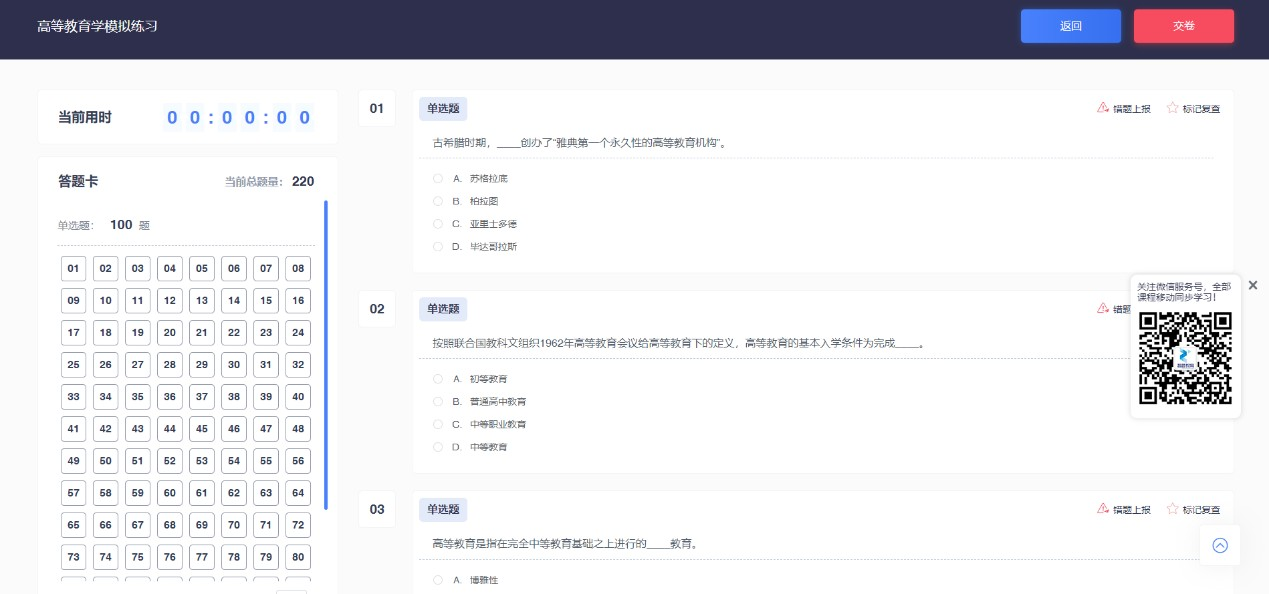 高等教育学模拟练习
返回
交卷
当前用时
00:00:00
答题卡
当前总题量： 220
单选题： 100 题
01 02 03 04 05 06 07 08
09 10 11 12 13 14 15 16
17 18 19 20 21 22 23 24
25 26 27 28 29 30 31 32
33 34 35 36 37 38 39 40
41 42 43 44 45 46 47 48
49 50 51 52 53 54 55 56
57 58 59 60 61 62 63 64
65 66 67 68 69 70 71 72
73 74 75 76 77 78 79 80
01 单选题 错题上报 标记复查
古希腊时期，____创办了“雅典第一个永久性的高等教育机构”。
A. 苏格拉底
B. 柏拉图
C. 亚里士多德
D. 毕达哥拉斯
02 单选题 错题
按照联合国教科文组织1962年高等教育会议给高等教育下的定义，高等教育的基本入学条件为完成____。
A. 初等教育
B. 普通高中教育
C. 中等职业教育
D. 中等教育
关注微信服务号，全部
课程移动同步学习！
03 单选题 错题上报 标记复查
高等教育是指在完全中等教育基础之上进行的____教育。
A. 博雅性